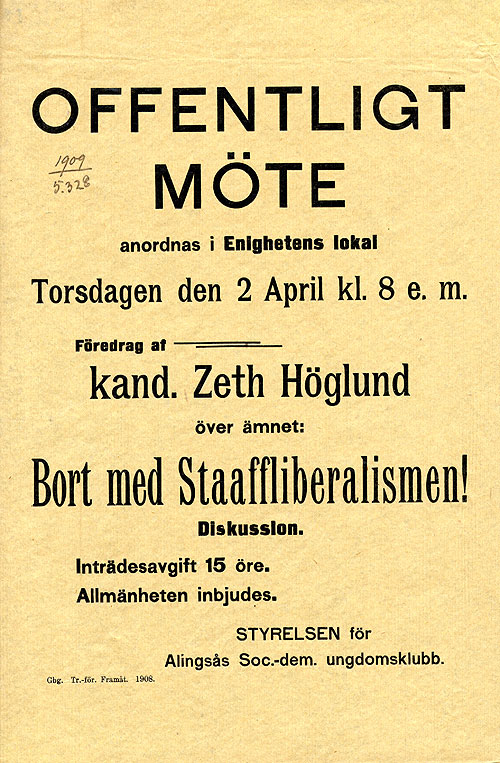 OFFENTLIGT
1909
5.328
MÖTE
anordnas i Enighetens lokal
Torsdagen den 2 April kl. 8 e. m.
Föredrag af
kand. Zeth Höglund
över ämnet:
Bort med Staaffliberalismen!
Diskussion.
Inträdesavgift 15 öre.
Allmänheten inbjudes.
STYRELSEN för
Alingsås Soc.-dem. ungdomsklubb.
Gbg. Tr.-för. Framåt. 1908.